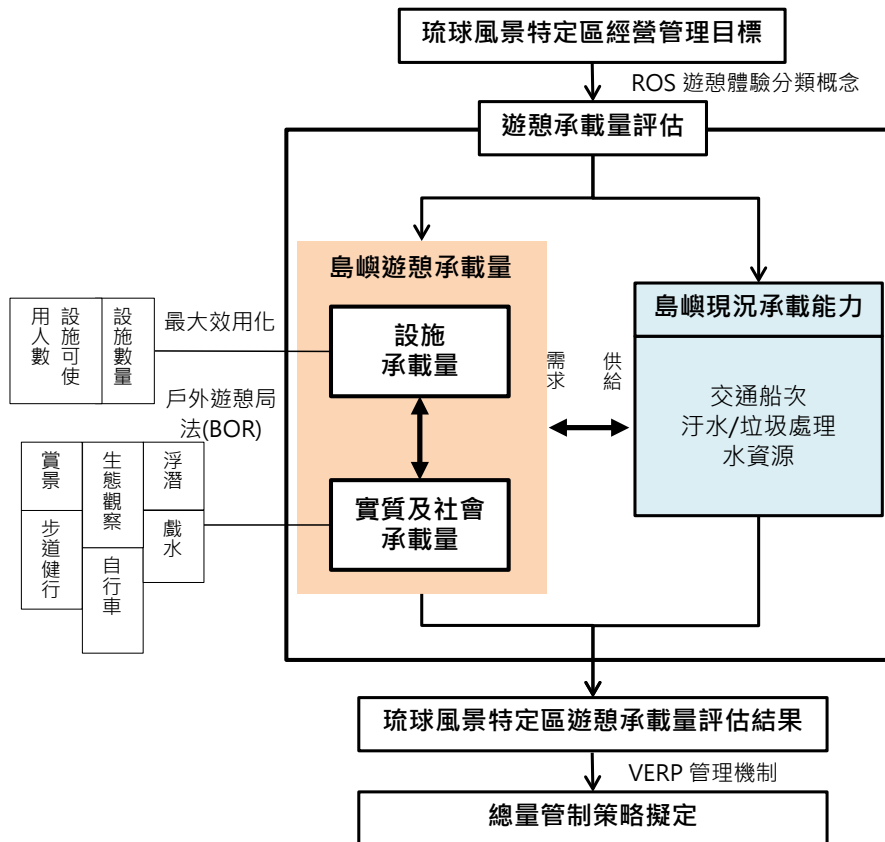 琉球風景特定區經營管理目標
ROS 遊憩體驗分類概念
遊憩承載量評估
島嶼遊憩承載量
設施
承載量
實質及社會
承載量
最大效用化
設施可使
用人數
設施數量
戶外遊憩局
法(BOR)
賞景
生態觀察
浮潛
步道健行
自行車
戲水
需求
供給
島嶼現況承載能力
交通船次
汙水/垃圾處理
水資源
琉球風景特定區遊憩承載量評估結果
VERP 管理機制
總量管制策略擬定